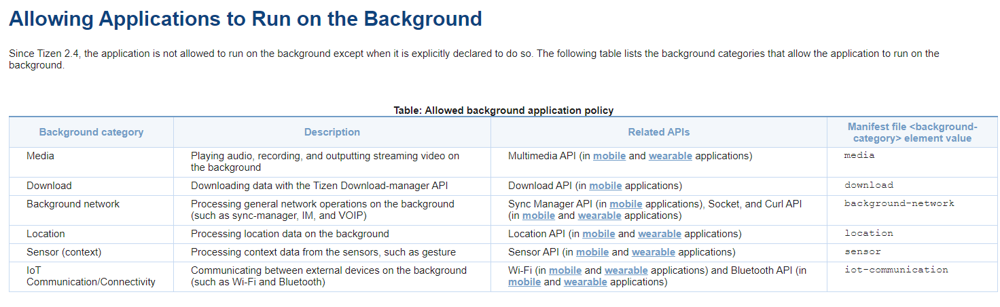 Allowing Applications to Run on the Background
Since Tizen 2.4, the application is not allowed to run on the background except when it is explicitly declared to do so. The following table lists the background categories that allow the application to run on the
background.
Table: Allowed background application policy
Background category
Description
Related APIs
Manifest file <background-
category> element value
Media
Playing audio, recording, and outputting streaming video on
the background
Multimedia API (in mobile and wearable applications)
media
Download
Downloading data with the Tizen Download-manager API
Download API (in mobile applications)
download
Background network
Processing general network operations on the background
(such as sync-manager, IM, and VOIP)
Sync Manager API (in mobile applications), Socket, and Curl API
(in mobile and wearable applications)
background-network
Location
Processing location data on the background
Location API (in mobile and wearable applications)
location
Sensor (context)
Processing context data from the sensors, such as gesture
Sensor API (in mobile and wearable applications)
sensor
IoT
Communication/Connectivity
Communicating between external devices on the background
(such as Wi-Fi and Bluetooth)
Wi-Fi (in mobile and wearable applications) and Bluetooth API (in
mobile and wearable applications)
iot-communication